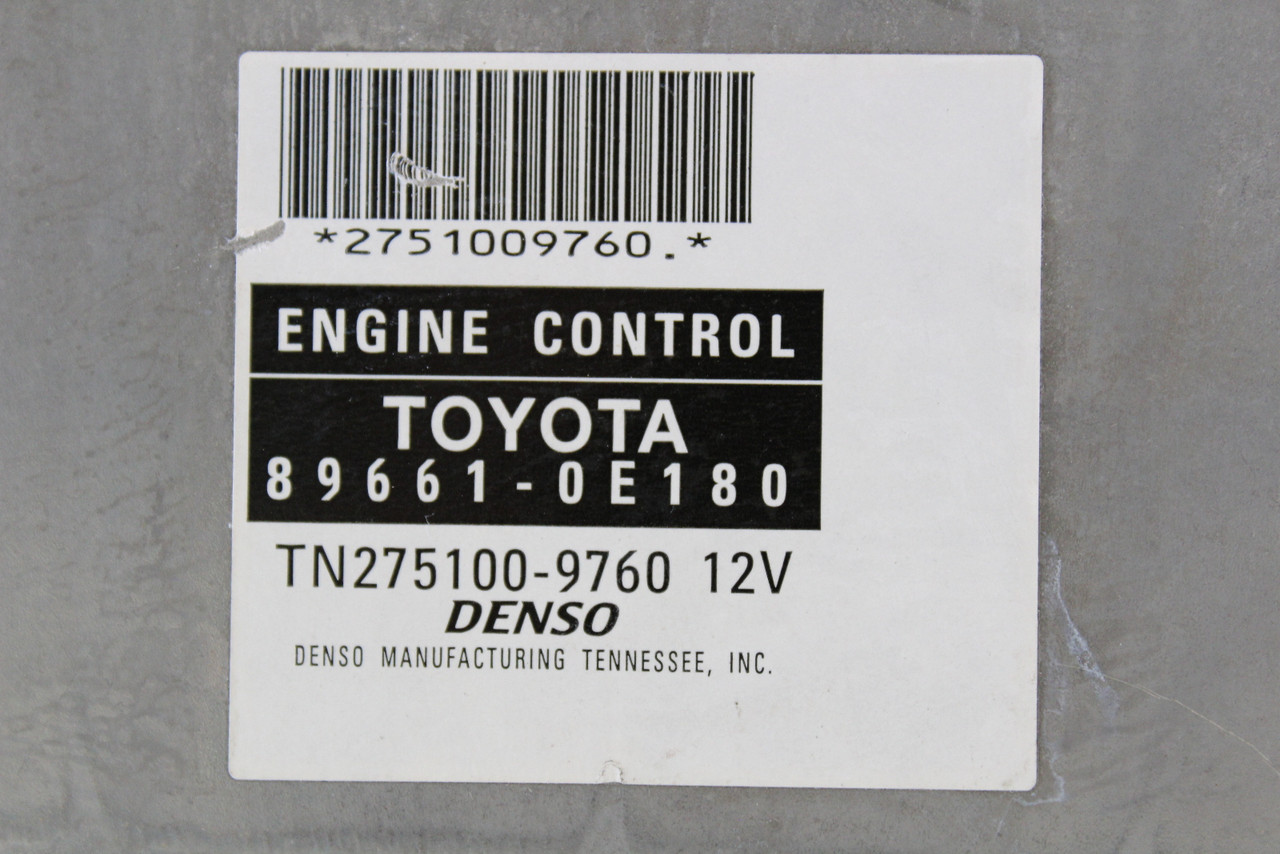 *2751009760.*
ENGINE CONTROL
TOYOTA
89661-0E180
TN275100-9760 12V
DENSO
DENSO MANUFACTURING TENNESSEE, INC.